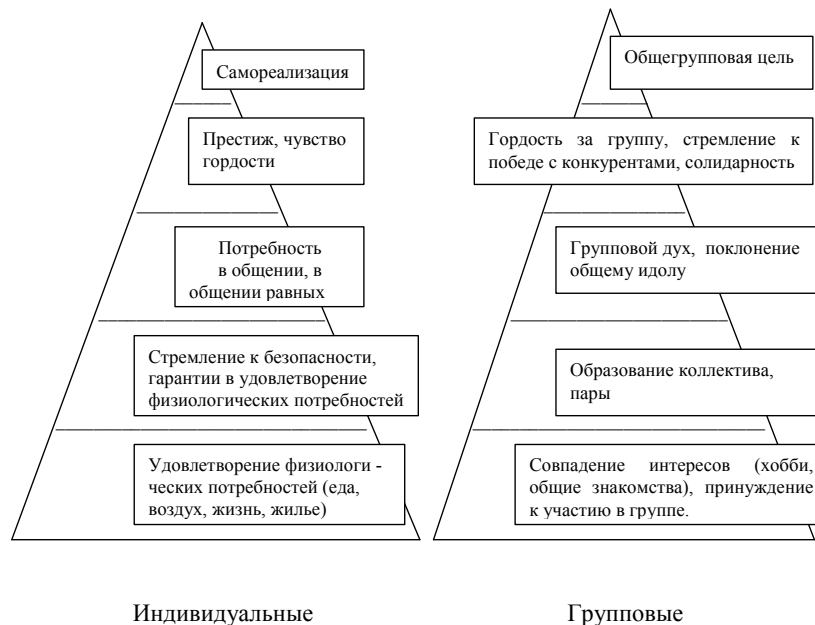 Самореализация
Престиж, чувство
гордости
Потребность
в общении, в
общении равных
Стремление к безопасности,
гарантии в удовлетворение
физиологических потребностей
Удовлетворение физиологи -
ческих потребностей (еда,
воздух, жизнь, жилье)
Индивидуальные
Общегрупповая цель
Гордость за группу, стремление к
победе с конкурентами, солидарность
Групповой дух, поклонение
общему идолу
Образование коллектива,
пары
Совпадение интересов (хобби,
общие знакомства), принуждение
к участию в группе.
Групповые